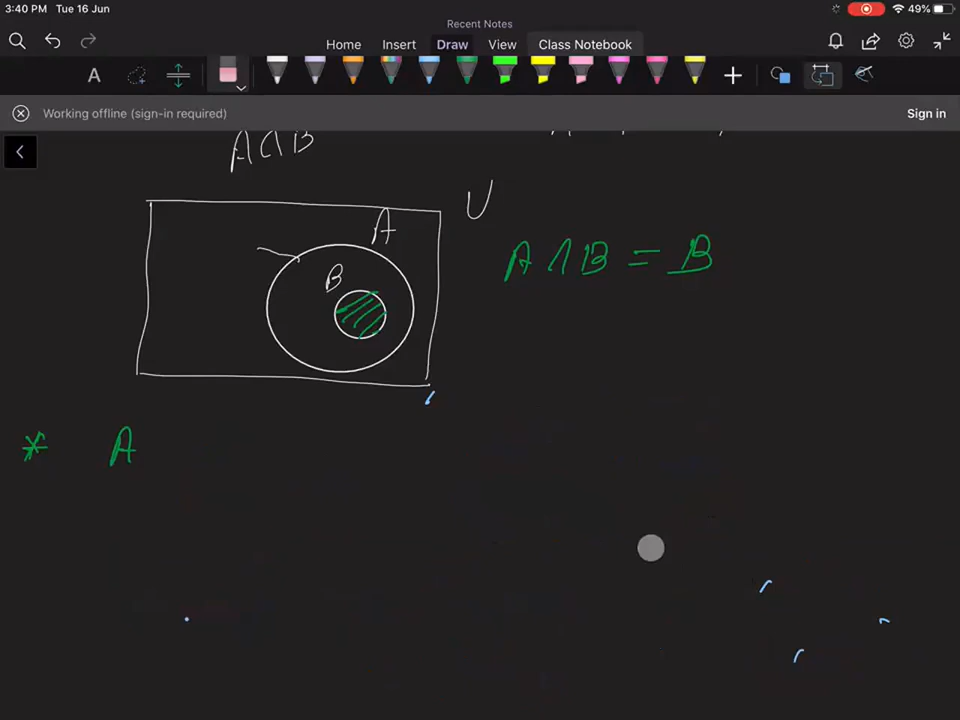 3:40 PM Tue 16 Jun
49%
Recent Notes
Home Insert Draw View Class Notebook
A
Working offline (sign-in required)
Sign in
A∩B
U
A
B
A∩B = B
* A